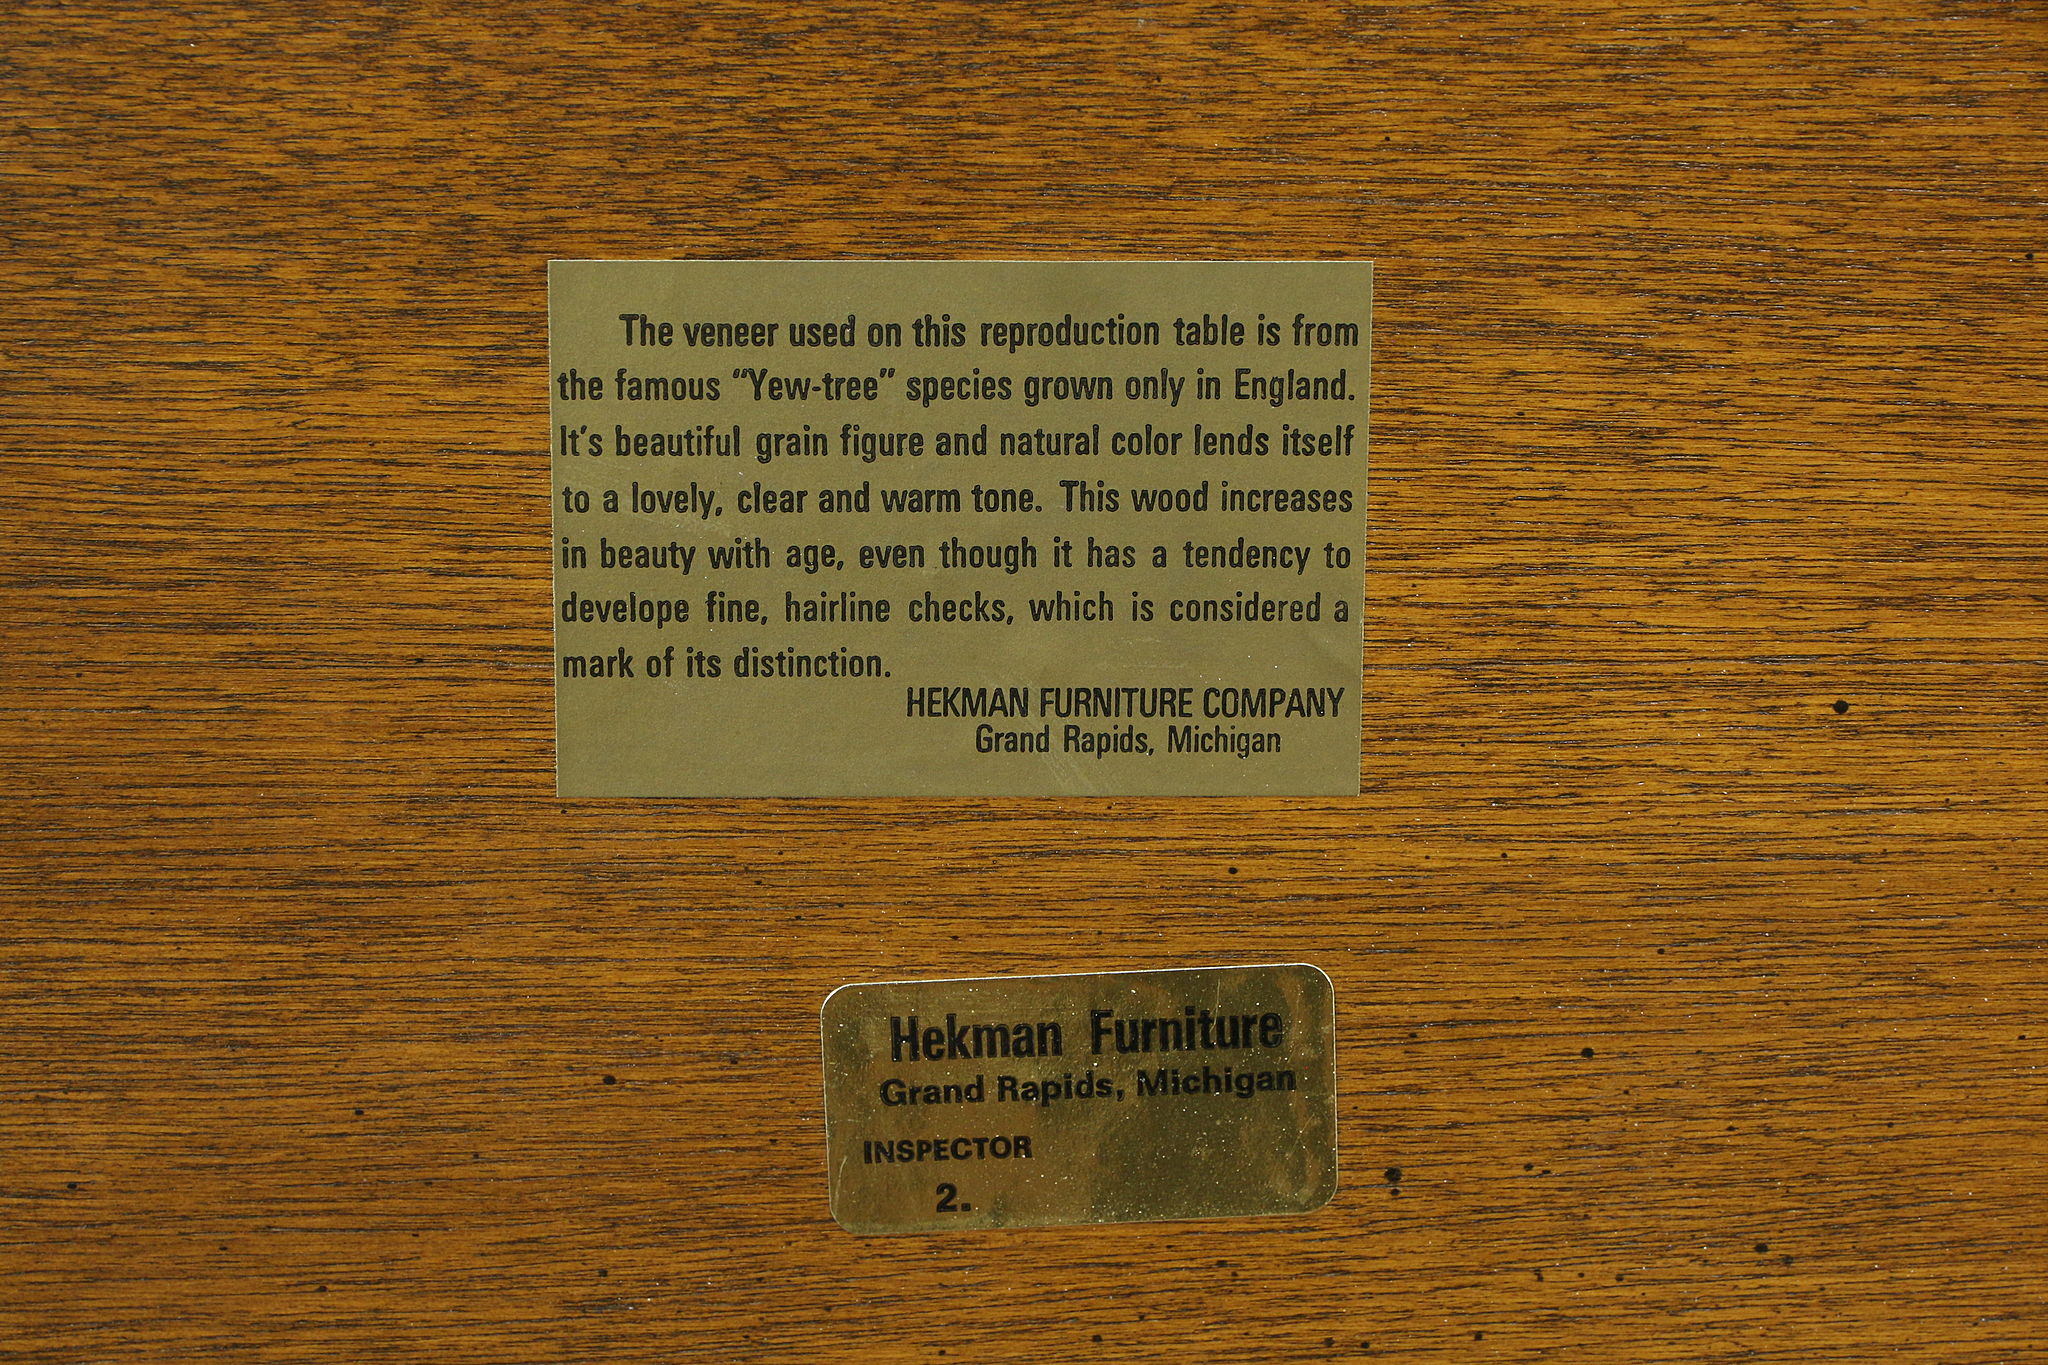 The veneer used on this reproduction table is from
the famous "Yew-tree" species grown only in England.
It's beautiful grain figure and natural color lends itself
to a lovely, clear and warm tone. This wood increases
in beauty with age, even though it has a tendency to
develope fine, hairline checks, which is considered a
mark of its distinction.
HEKMAN FURNITURE COMPANY
Grand Rapids, Michigan
Hekman Furniture
Grand Rapids, Michigan
INSPECTOR
2.